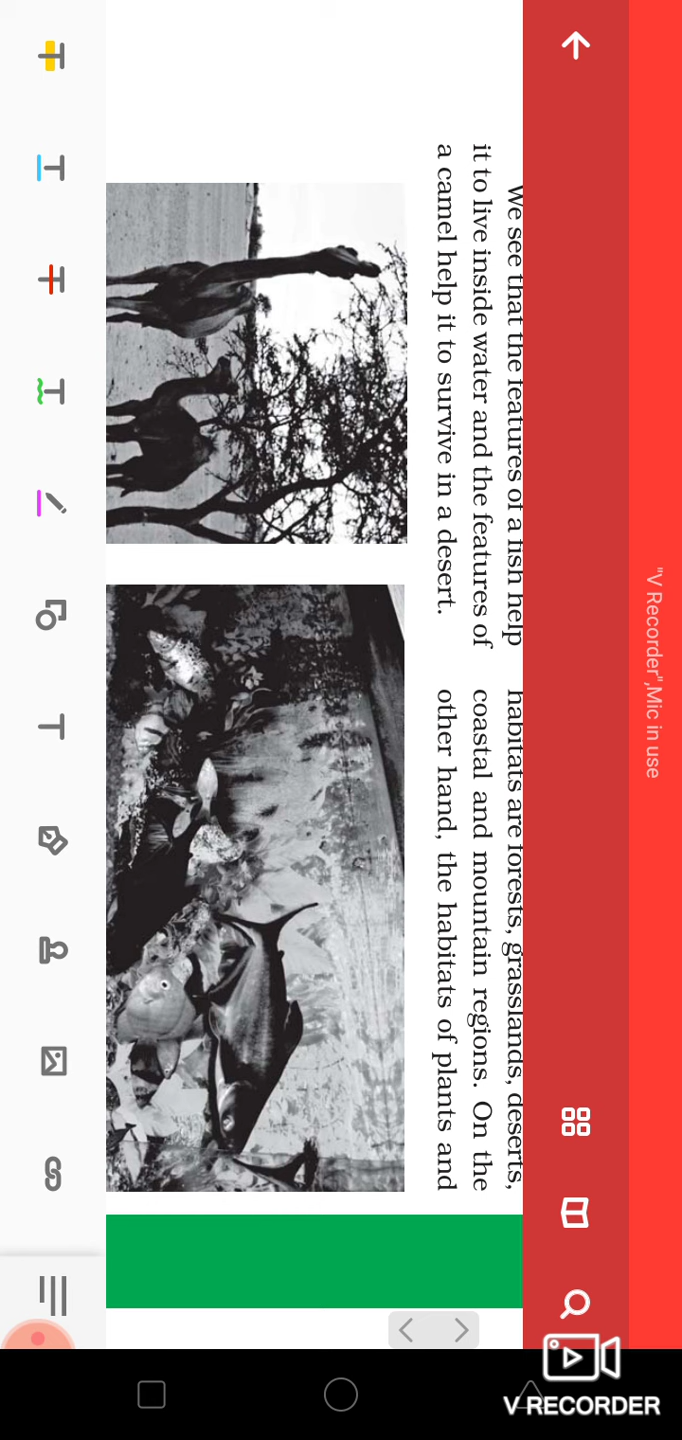 "V Recorder",Mic in use
We see that the features of a fish help
it to live inside water and the features of
a camel help it to survive in a desert.
habitats are forests, grasslands, deserts,
coastal and mountain regions. On the
other hand, the habitats of plants and
V RECORDER